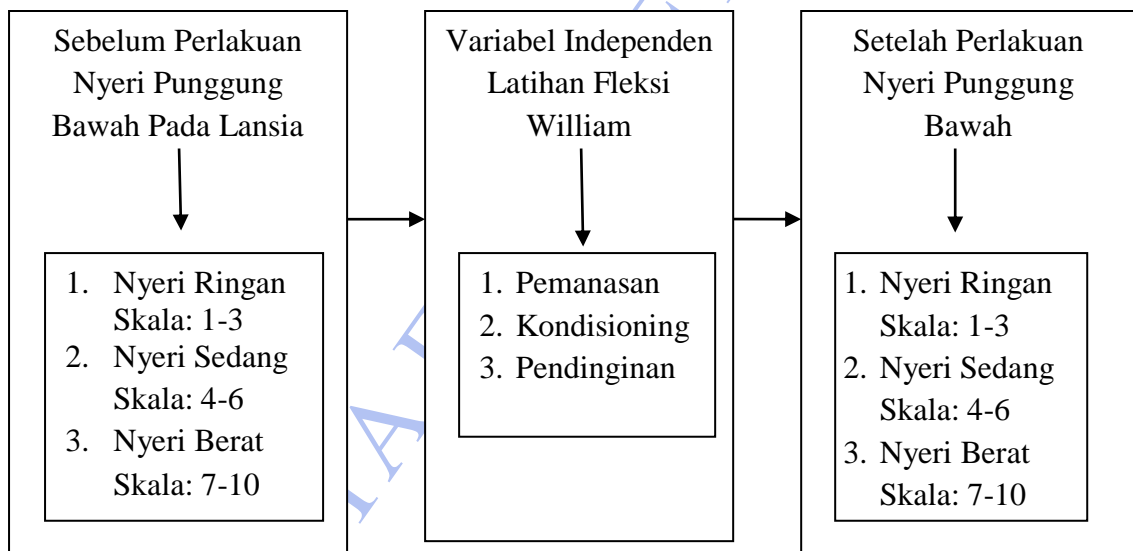 Sebelum Perlakuan
Nyeri Punggung
Bawah Pada Lansia
1. Nyeri Ringan
Skala: 1-3
2. Nyeri Sedang
Skala: 4-6
3. Nyeri Berat
Skala: 7-10
Variabel Independen
Latihan Fleksi
William
1. Pemanasan
2. Kondisioning
3. Pendinginan
Setelah Perlakuan
Nyeri Punggung
Bawah
1. Nyeri Ringan
Skala: 1-3
2. Nyeri Sedang
Skala: 4-6
3. Nyeri Berat
Skala: 7-10